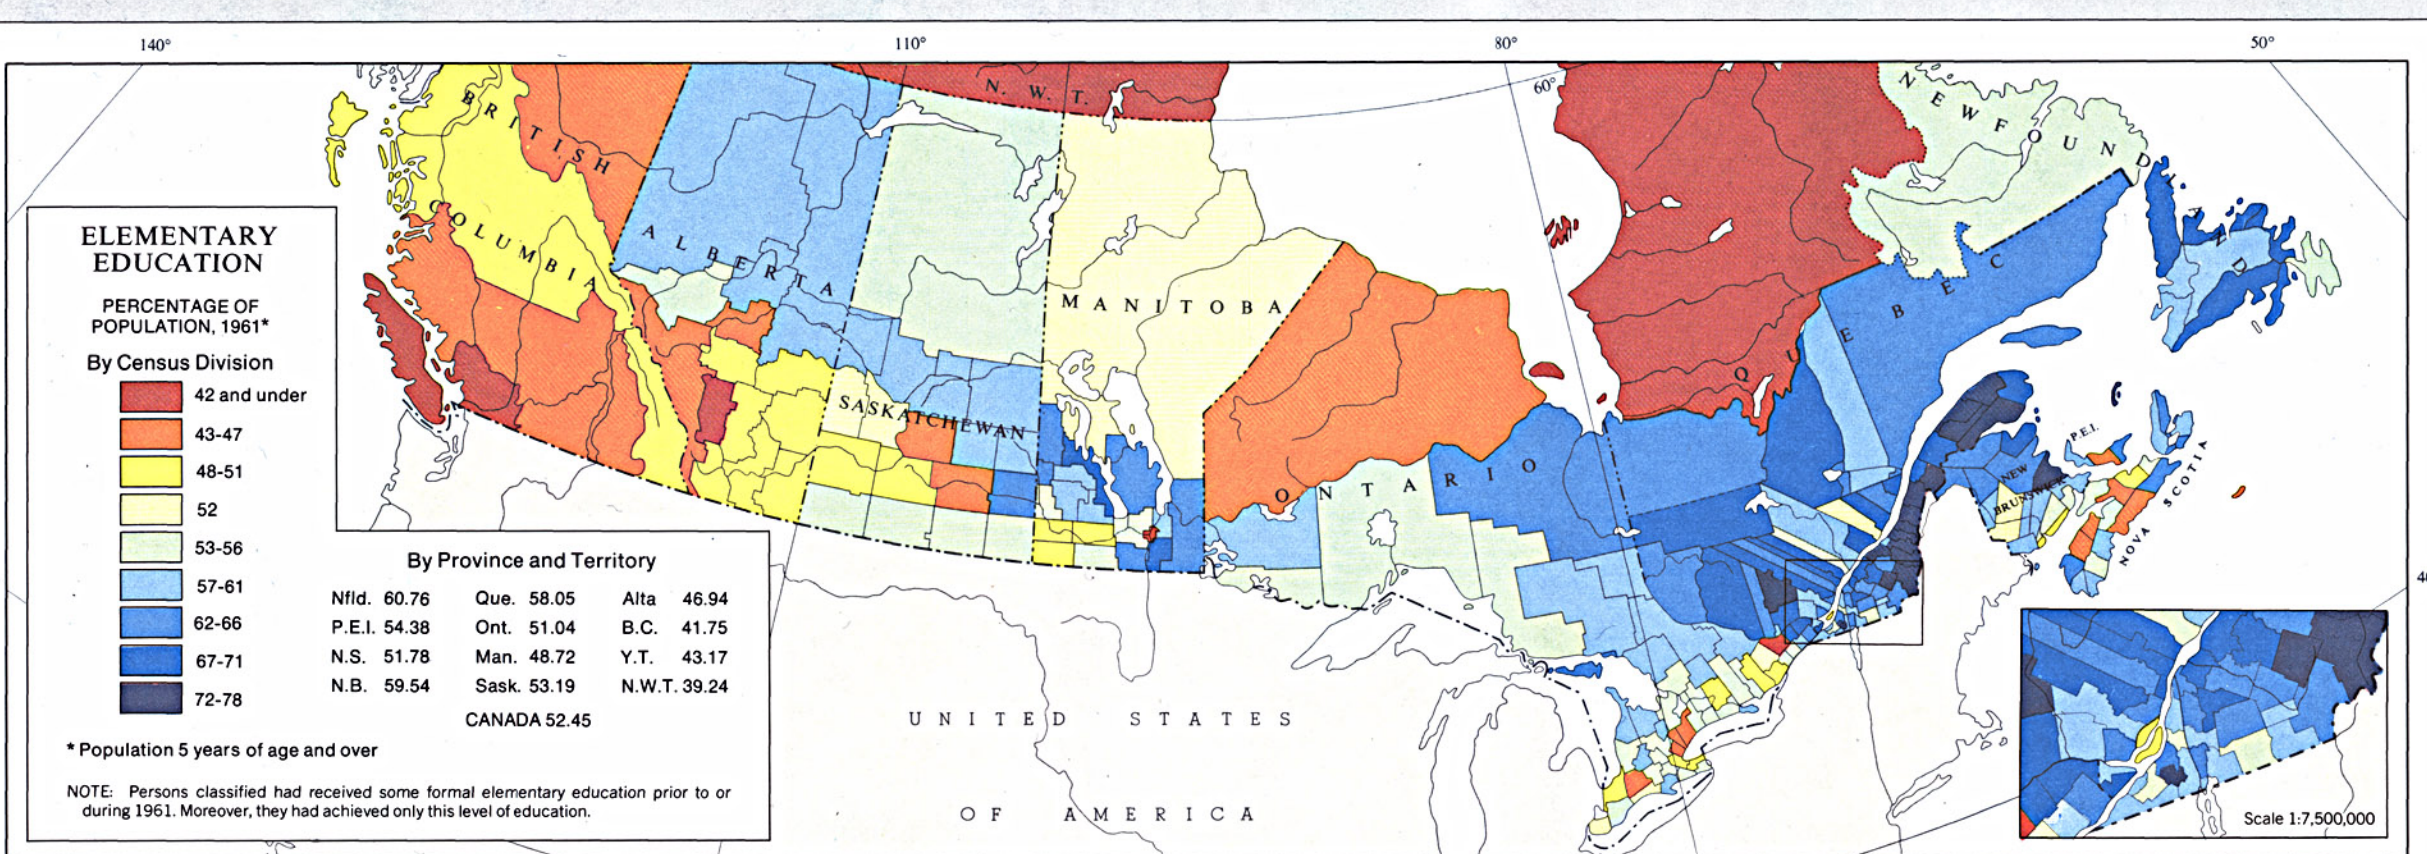 140°
110°
80°
50°
60°
40
BRITISH
COLUMBIA
ALBERTA
SASKATCHEWAN
MANITOBA
N. W. T.
ONTARIO
QUEBEC
NEWFOUNDLAND
P.E.I.
NEW
BRUNSWICK
NOVA SCOTIA
UNITED STATES
OF AMERICA
ELEMENTARY
EDUCATION
PERCENTAGE OF
POPULATION, 1961*
By Census Division
42 and under
43-47
48-51
52
53-56
57-61
62-66
67-71
72-78
By Province and Territory
Nfld. 60.76 Que. 58.05 Alta 46.94
P.E.I. 54.38 Ont. 51.04 B.C. 41.75
N.S. 51.78 Man. 48.72 Y.T. 43.17
N.B. 59.54 Sask. 53.19 N.W.T. 39.24
CANADA 52.45
* Population 5 years of age and over
NOTE: Persons classified had received some formal elementary education prior to or
during 1961. Moreover, they had achieved only this level of education.
Scale 1:7,500,000